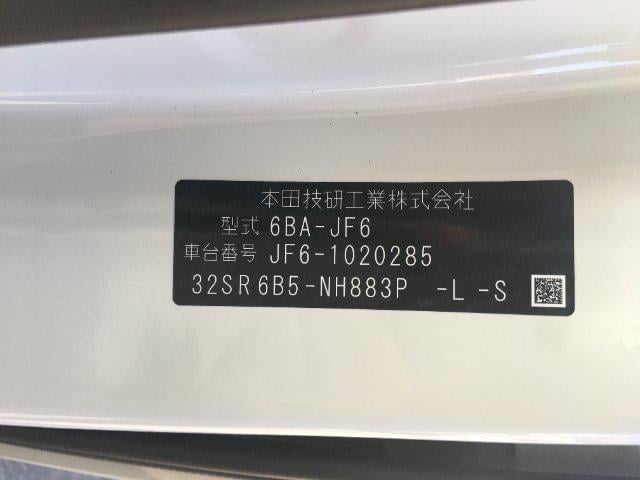 本田技研工業株式会社
型式 6BA-JF6
車台番号 JF6-1020285
32SR6B5-NH883P -L -S